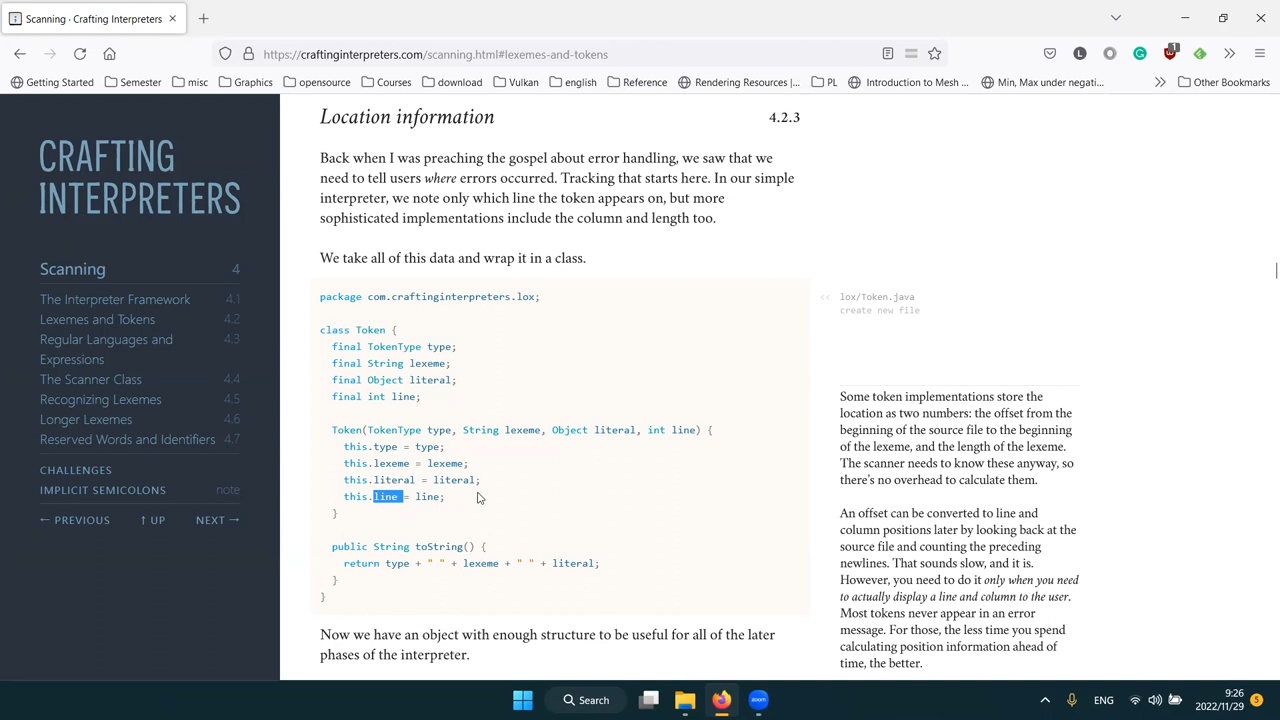 Scanning · Crafting Interpreters
https://craftinginterpreters.com/scanning.html#lexemes-and-tokens
1
Getting Started Semester misc Graphics opensource Courses download Vulkan english Reference Rendering Resources |... PL Introduction to Mesh ... Min, Max under negati... Other Bookmarks
CRAFTING
INTERPRETERS
Scanning 4
The Interpreter Framework 4.1
Lexemes and Tokens 4.2
Regular Languages and 4.3
Expressions
The Scanner Class 4.4
Recognizing Lexemes 4.5
Longer Lexemes 4.6
Reserved Words and Identifiers 4.7
CHALLENGES
IMPLICIT SEMICOLONS note
← PREVIOUS ↑ UP NEXT →
Location information 4.2.3
Back when I was preaching the gospel about error handling, we saw that we
need to tell users where errors occurred. Tracking that starts here. In our simple
interpreter, we note only which line the token appears on, but more
sophisticated implementations include the column and length too.
We take all of this data and wrap it in a class.
package com.craftinginterpreters.lox;
class Token {
final TokenType type;
final String lexeme;
final Object literal;
final int line;
Token(TokenType type, String lexeme, Object literal, int line) {
this.type = type;
this.lexeme = lexeme;
this.literal = literal;
this.line = line;
}
public String toString() {
return type + " " + lexeme + " " + literal;
}
}
Now we have an object with enough structure to be useful for all of the later
phases of the interpreter.
<< lox/Token.java
create new file
Some token implementations store the
location as two numbers: the offset from the
beginning of the source file to the beginning
of the lexeme, and the length of the lexeme.
The scanner needs to know these anyway, so
there's no overhead to calculate them.
An offset can be converted to line and
column positions later by looking back at the
source file and counting the preceding
newlines. That sounds slow, and it is.
However, you need to do it only when you need
to actually display a line and column to the user.
Most tokens never appear in an error
message. For those, the less time you spend
calculating position information ahead of
time, the better.
Search
zoom
ENG
9:26
2022/11/29
5